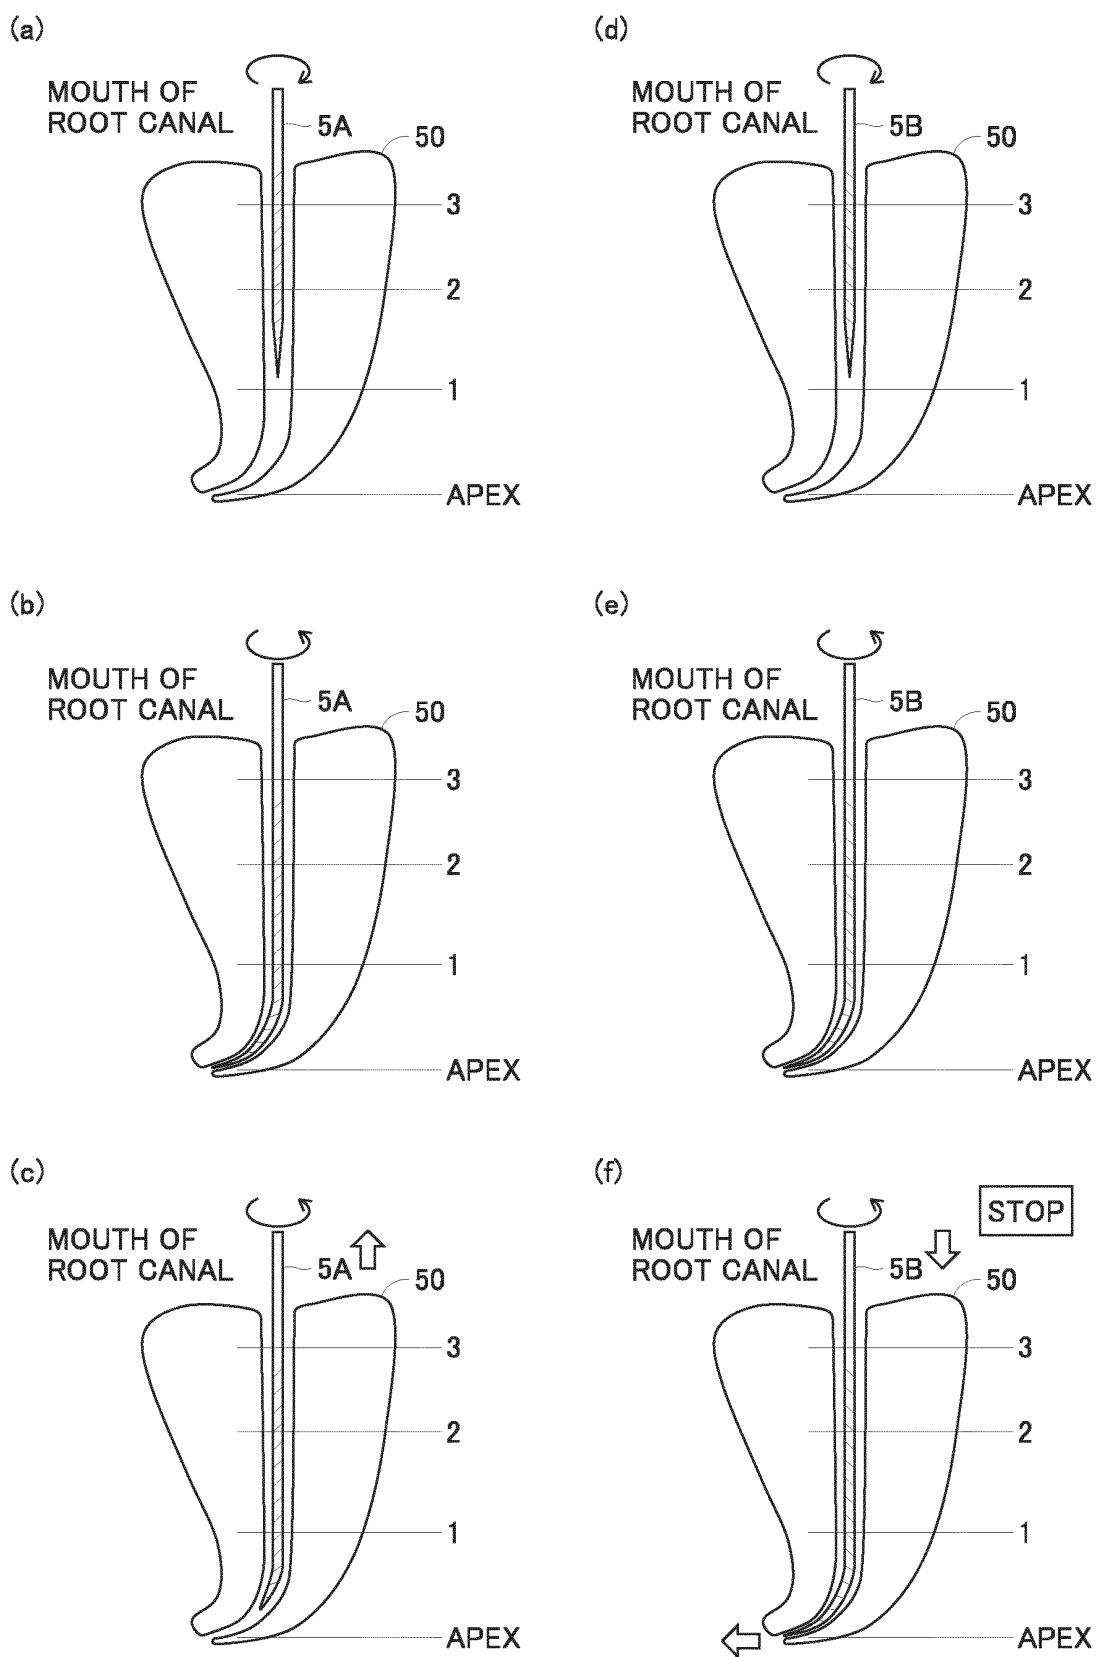 (a)
MOUTH OF
ROOT CANAL
5A
50
3
2
1
APEX
(d)
MOUTH OF
ROOT CANAL
5B
50
3
2
1
APEX
(b)
MOUTH OF
ROOT CANAL
5A
50
3
2
1
APEX
(e)
MOUTH OF
ROOT CANAL
5B
50
3
2
1
APEX
(c)
MOUTH OF
ROOT CANAL
5A
50
3
2
1
APEX
(f)
STOP
MOUTH OF
ROOT CANAL
5B
50
3
2
1
APEX